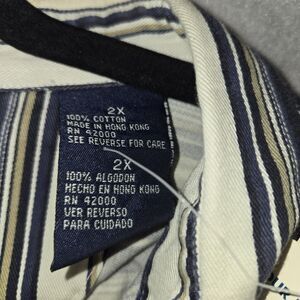 2X
100% COTTON
MADE IN HONG KONG
RN 42000
SEE REVERSE FOR CARE
2X
100% ALGODON
HECHO EN HONG KONG
RN 42000
VER REVERSO
PARA CUIDADO